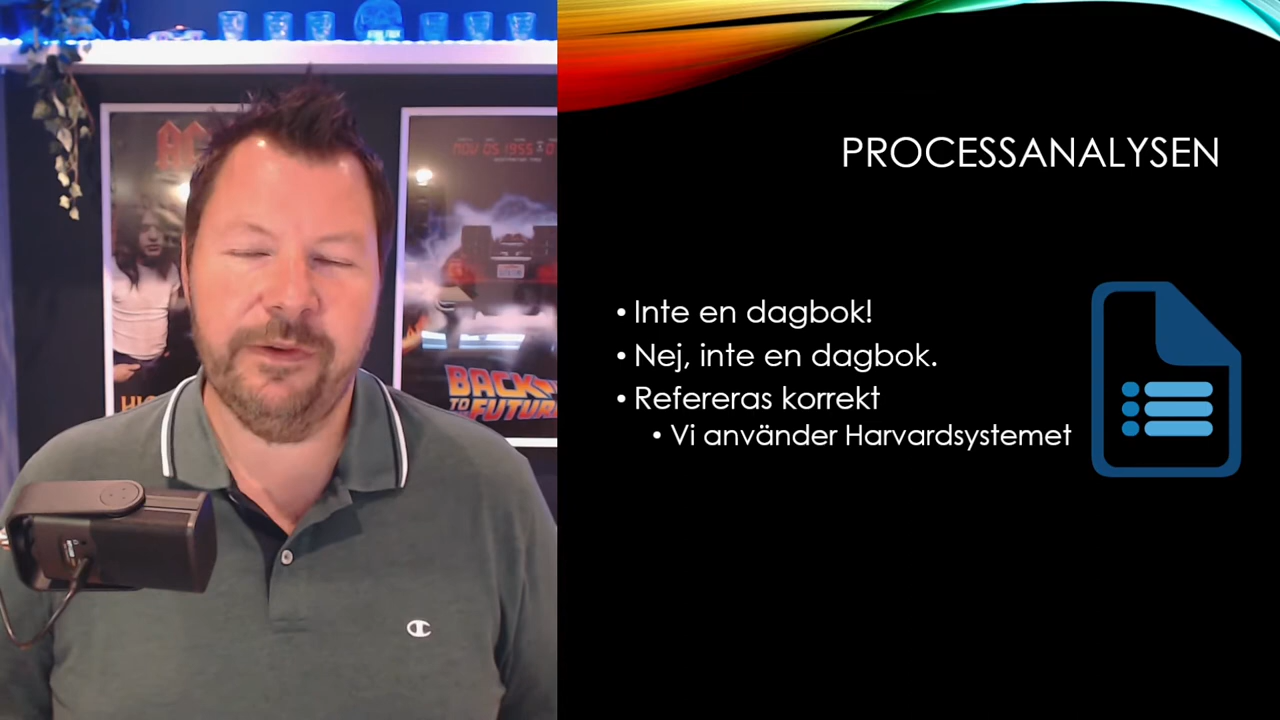 AC
NOV 05 1955
BACK
TO FUTURE
PROCESSANALYSEN
• Inte en dagbok!
• Nej, inte en dagbok.
• Refereras korrekt
• Vi använder Harvardsystemet